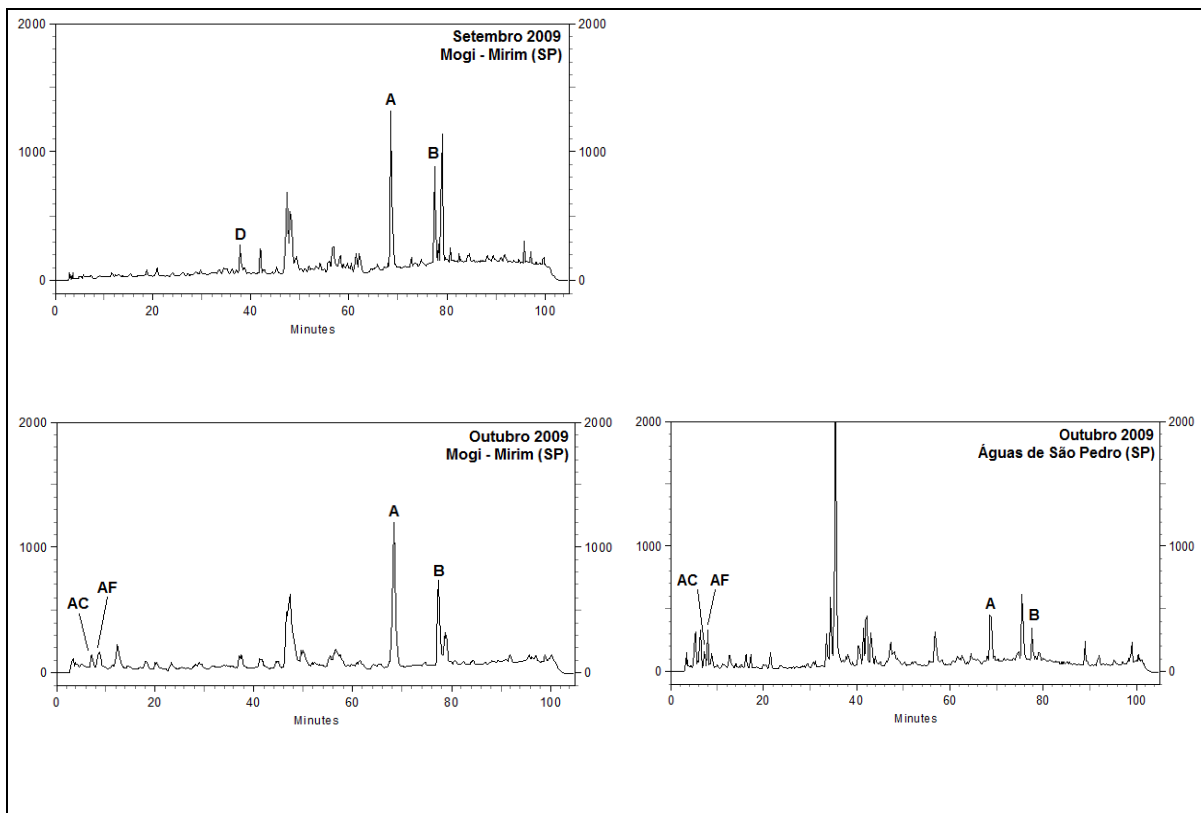 2000
2000
Setembro 2009
Mogi - Mirim (SP)
A
B
1000
1000
D
0
0
0 20 40 60 80 100
Minutes
2000
2000
Outubro 2009
Mogi - Mirim (SP)
A
B
1000
1000
AC
AF
0
0
0 20 40 60 80 100
Minutes
2000
2000
Outubro 2009
Águas de São Pedro (SP)
1000
1000
AC
AF
A
B
0
0
0 20 40 60 80 100
Minutes